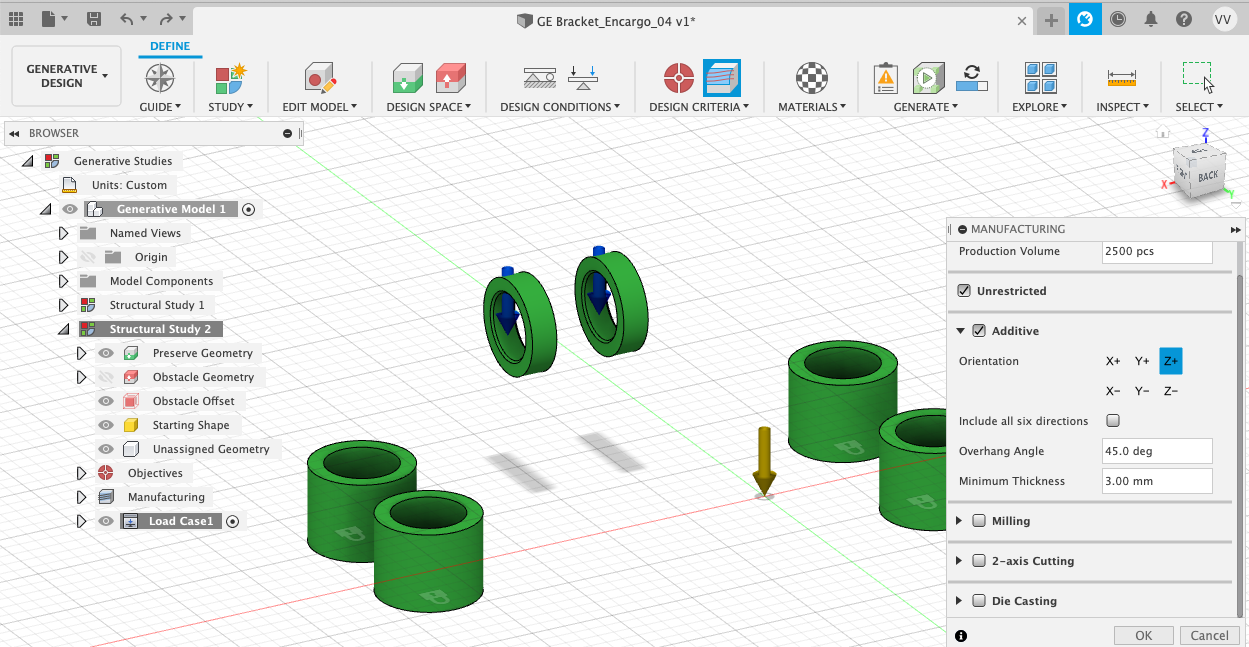 GE Bracket_Encargo_04 v1*
VV
DEFINE
GENERATIVE DESIGN
GUIDE
STUDY
EDIT MODEL
DESIGN SPACE
DESIGN CONDITIONS
DESIGN CRITERIA
MATERIALS
GENERATE
EXPLORE
INSPECT
SELECT
BROWSER
Generative Studies
Units: Custom
Generative Model 1
Named Views
Origin
Model Components
Structural Study 1
Structural Study 2
Preserve Geometry
Obstacle Geometry
Obstacle Offset
Starting Shape
Unassigned Geometry
Objectives
Manufacturing
Load Case1
Z
X
Y
BACK
MANUFACTURING
Production Volume 2500 pcs
Unrestricted
Additive
Orientation X+ Y+ Z+
X- Y- Z-
Include all six directions
Overhang Angle 45.0 deg
Minimum Thickness 3.00 mm
Milling
2-axis Cutting
Die Casting
OK Cancel